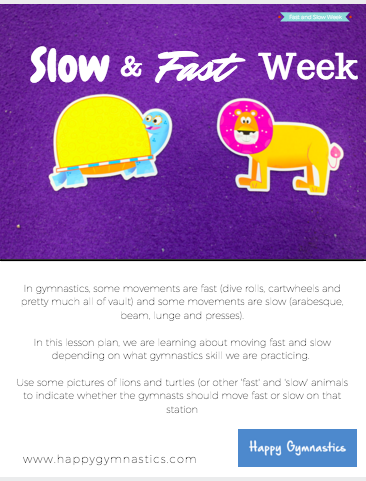 Fast and Slow Week
Slow & Fast Week
In gymnastics, some movements are fast (dive rolls, cartwheels and
pretty much all of vault) and some movements are slow (arabesque,
beam, lunge and presses).
In this lesson plan, we are learning about moving fast and slow
depending on what gymnastics skill we are practicing.
Use some pictures of lions and turtles (or other 'fast' and 'slow' animals
to indicate whether the gymnasts should move fast or slow on that
station
Happy Gymnastics
www.happygymnastics.com